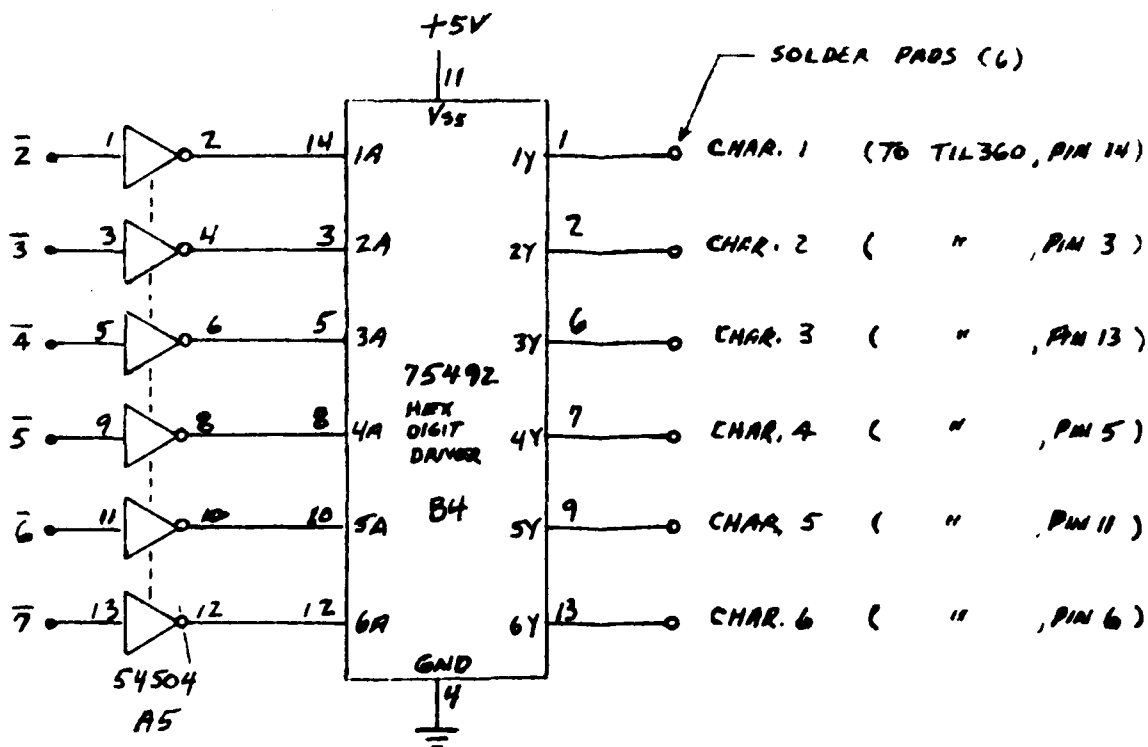 +5V
SOLDER PADS (6)
11
VSS
2̅ 1 2 14 1A 1Y 1 CHAR. 1 (TO TIL360, PIN 14)
3̅ 3 4 3 2A 2Y 2 CHAR. 2 ( " , PIN 3)
4̅ 5 6 5 3A 3Y 6 CHAR. 3 ( " , PIN 13)
75492
HEX
DIGIT
DRIVER
5̅ 9 8 8 4A 4Y 7 CHAR. 4 ( " , PIN 5)
B4
6̅ 11 10 10 5A 5Y 9 CHAR. 5 ( " , PIN 11)
7̅ 13 12 12 6A 6Y 13 CHAR. 6 ( " , PIN 6)
GND
54S04
4
A5